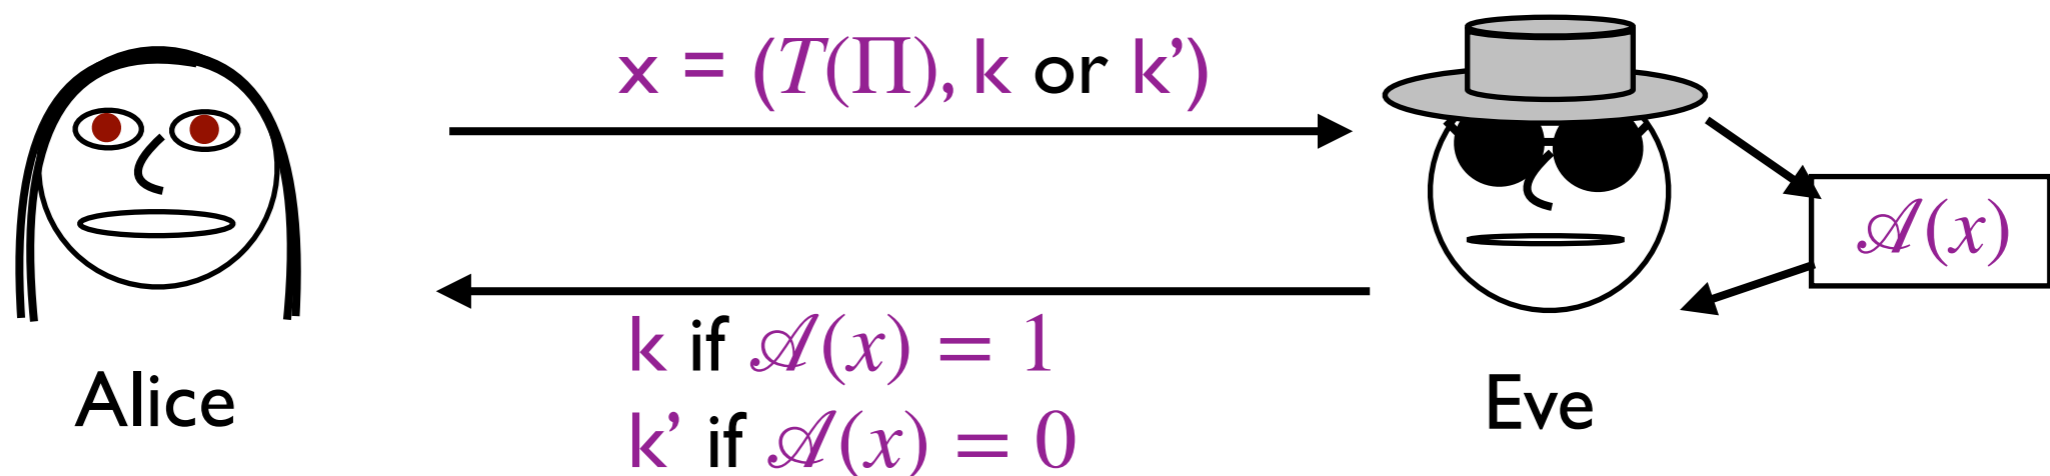 x = (T(Π), k or k’)
𝒜(x)
k if 𝒜(x) = 1
k’ if 𝒜(x) = 0
Alice
Eve